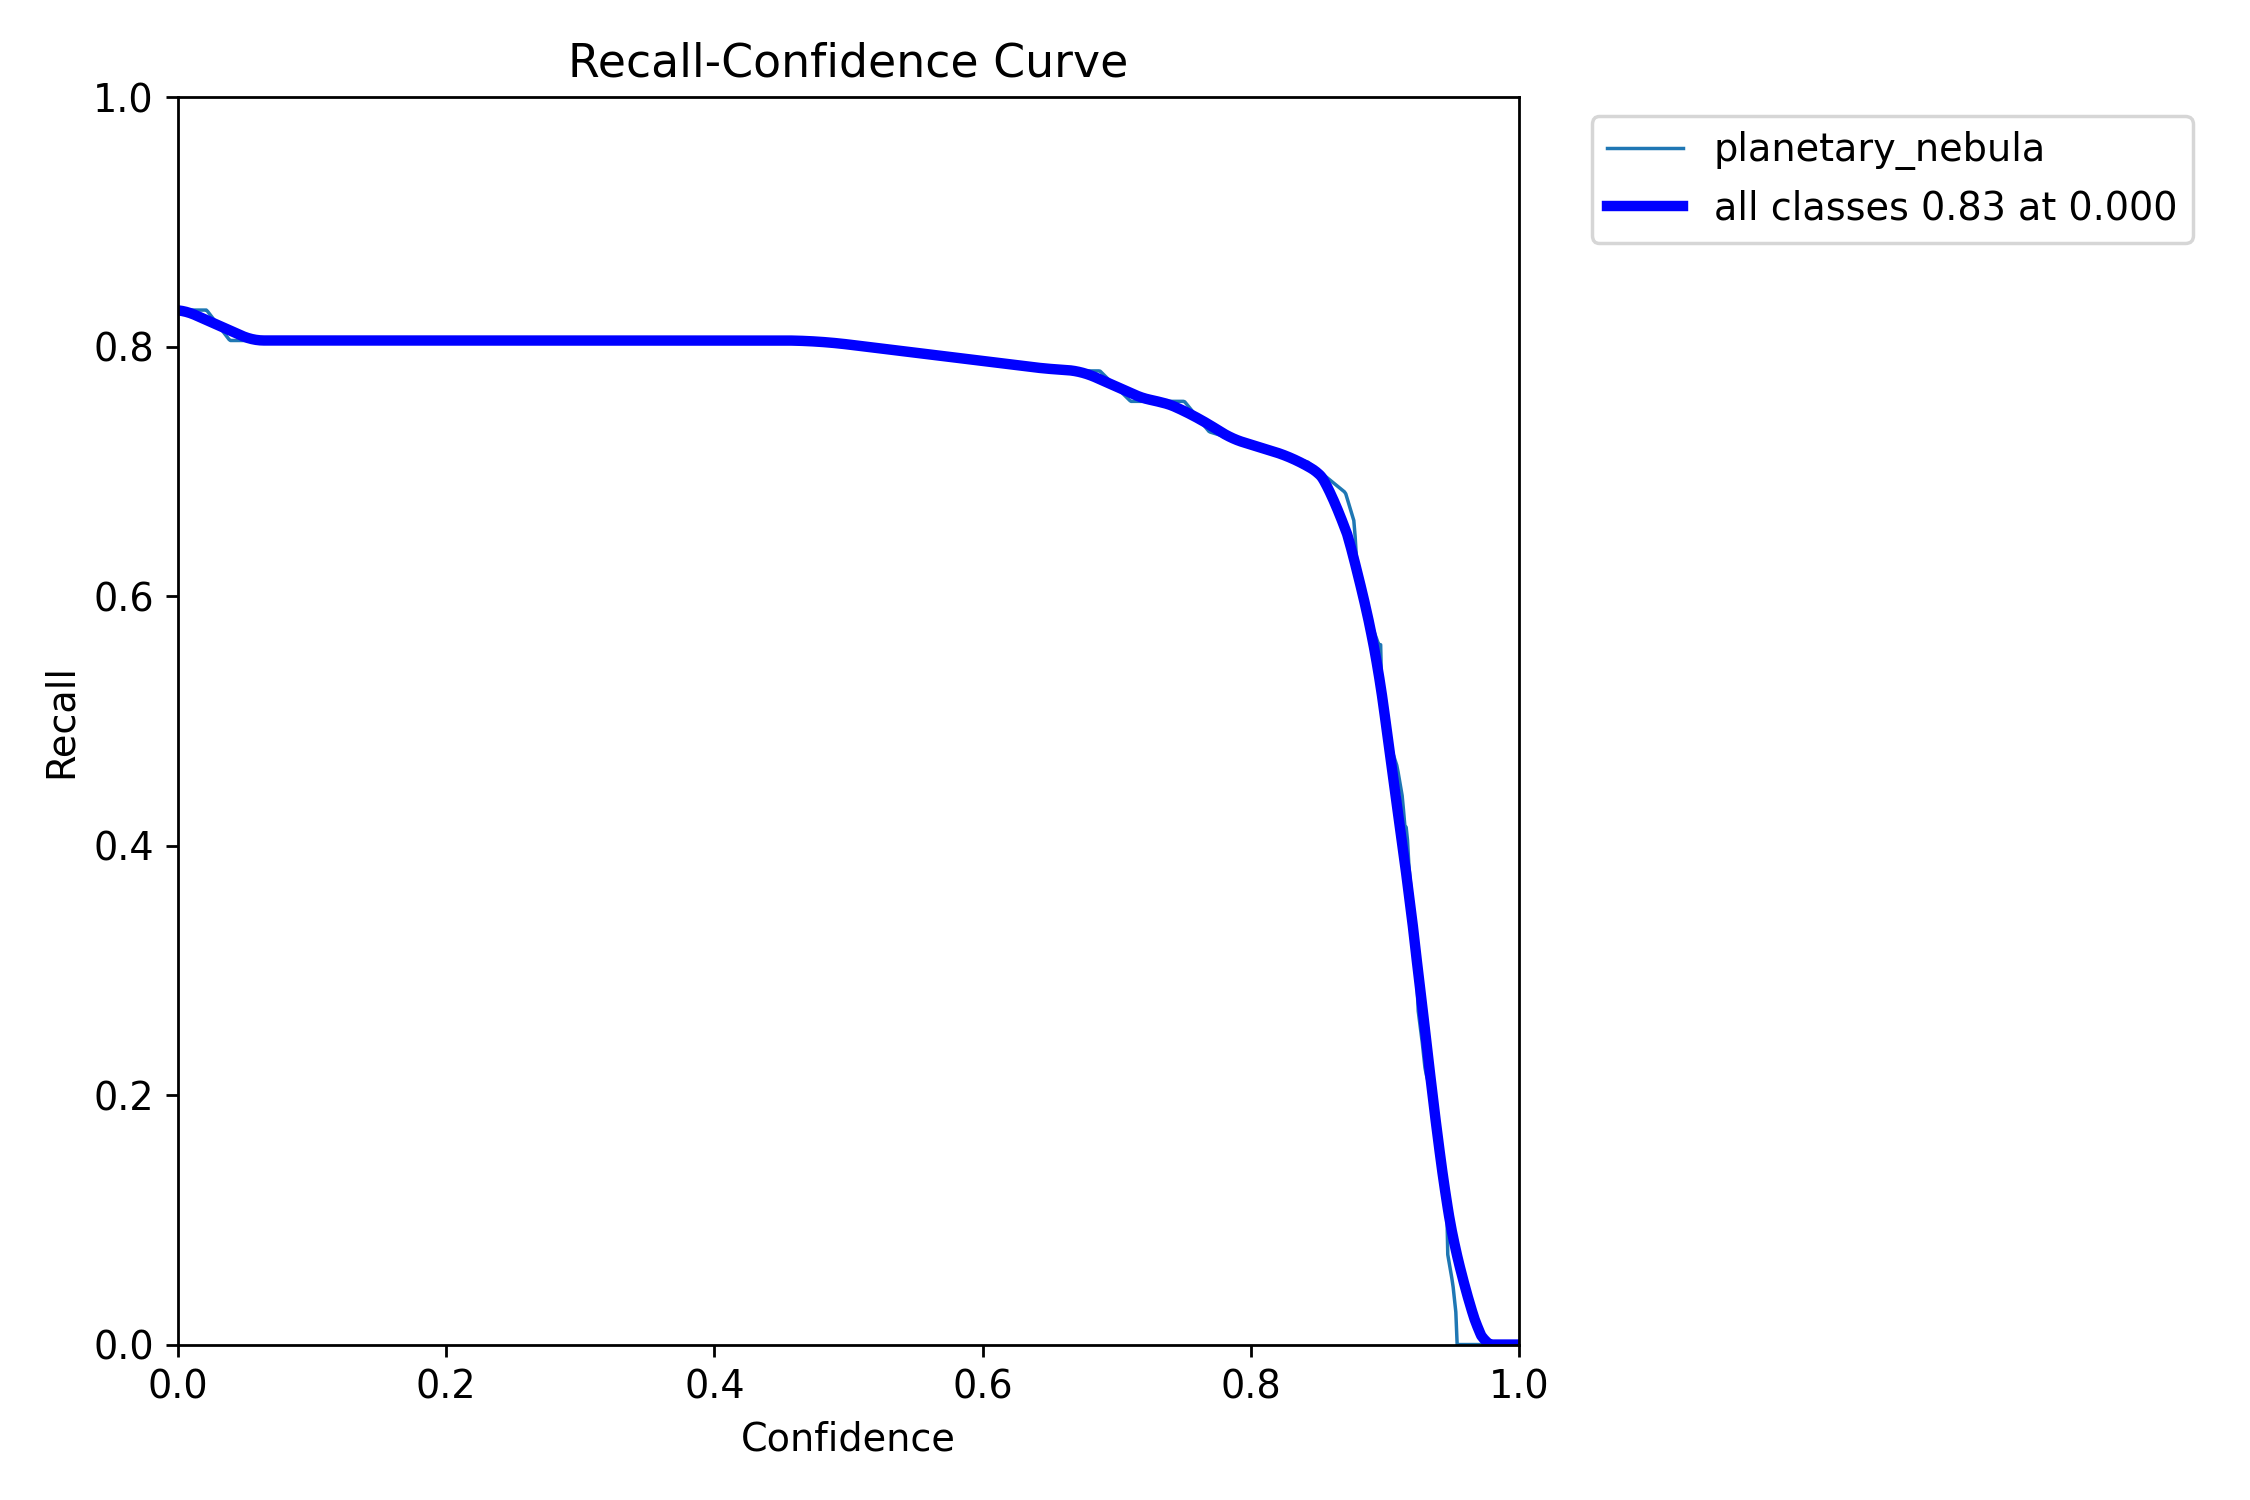 Recall-Confidence Curve
1.0
0.8
0.6
0.4
0.2
0.0
Recall
0.0 0.2 0.4 0.6 0.8 1.0
Confidence
planetary_nebula
all classes 0.83 at 0.000